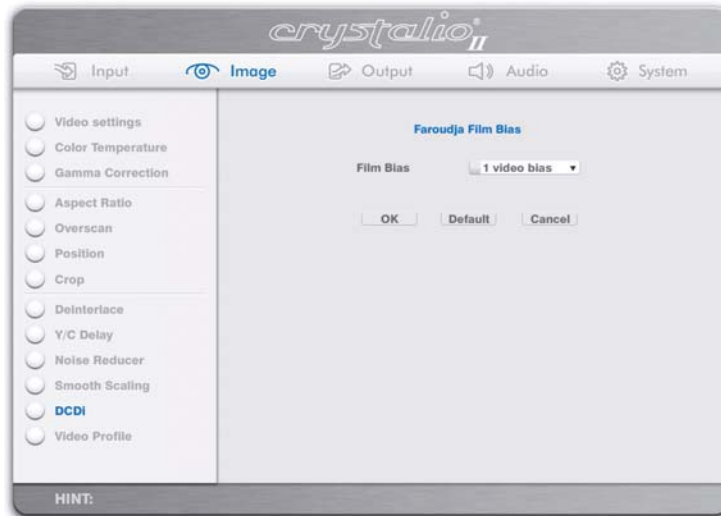 crystalio II
Input Image Output Audio System
Video settings
Color Temperature
Gamma Correction
Aspect Ratio
Overscan
Position
Crop
Deinterlace
Y/C Delay
Noise Reducer
Smooth Scaling
DCDi
Video Profile
Faroudja Film Bias
Film Bias 1 video bias
OK Default Cancel
HINT: